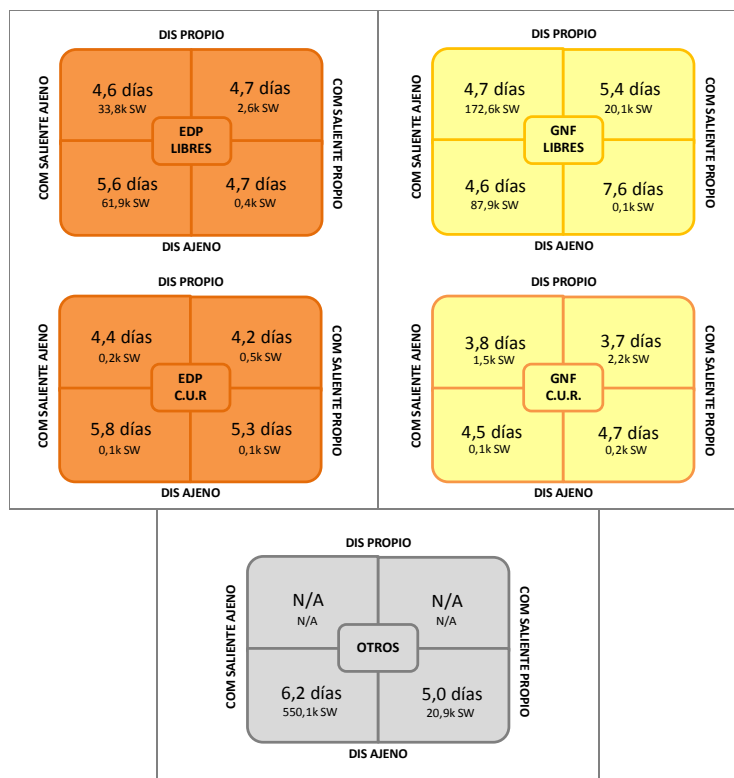 DIS PROPIO
COM SALIENTE AJENO
4,6 días
33,8k SW
4,7 días
2,6k SW
EDP
LIBRES
5,6 días
61,9k SW
4,7 días
0,4k SW
COM SALIENTE PROPIO
DIS AJENO
DIS PROPIO
COM SALIENTE AJENO
4,7 días
172,6k SW
5,4 días
20,1k SW
GNF
LIBRES
4,6 días
87,9k SW
7,6 días
0,1k SW
COM SALIENTE PROPIO
DIS AJENO
DIS PROPIO
COM SALIENTE AJENO
4,4 días
0,2k SW
4,2 días
0,5k SW
EDP
C.U.R
5,8 días
0,1k SW
5,3 días
0,1k SW
COM SALIENTE PROPIO
DIS AJENO
DIS PROPIO
COM SALIENTE AJENO
3,8 días
1,5k SW
3,7 días
2,2k SW
GNF
C.U.R.
4,5 días
0,1k SW
4,7 días
0,2k SW
COM SALIENTE PROPIO
DIS AJENO
DIS PROPIO
COM SALIENTE AJENO
N/A
N/A
N/A
N/A
OTROS
6,2 días
550,1k SW
5,0 días
20,9k SW
COM SALIENTE PROPIO
DIS AJENO